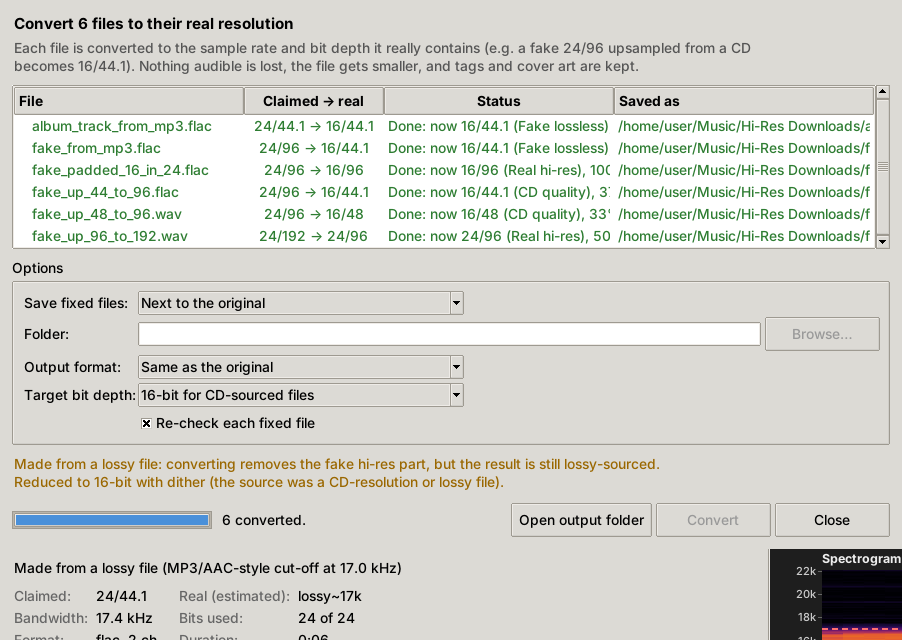 Convert 6 files to their real resolution
Each file is converted to the sample rate and bit depth it really contains (e.g. a fake 24/96 upsampled from a CD
becomes 16/44.1). Nothing audible is lost, the file gets smaller, and tags and cover art are kept.
File Claimed → real Status Saved as
album_track_from_mp3.flac 24/44.1 → 16/44.1 Done: now 16/44.1 (Fake lossless) /home/user/Music/Hi-Res Downloads/a
fake_from_mp3.flac 24/96 → 16/44.1 Done: now 16/44.1 (Fake lossless) /home/user/Music/Hi-Res Downloads/f
fake_padded_16_in_24.flac 24/96 → 16/96 Done: now 16/96 (Real hi-res), 100 /home/user/Music/Hi-Res Downloads/f
fake_up_44_to_96.flac 24/96 → 16/44.1 Done: now 16/44.1 (CD quality), 3 /home/user/Music/Hi-Res Downloads/f
fake_up_48_to_96.wav 24/96 → 16/48 Done: now 16/48 (CD quality), 33 /home/user/Music/Hi-Res Downloads/f
fake_up_96_to_192.wav 24/192 → 24/96 Done: now 24/96 (Real hi-res), 50 /home/user/Music/Hi-Res Downloads/f
Options
Save fixed files: Next to the original
Folder: Browse...
Output format: Same as the original
Target bit depth: 16-bit for CD-sourced files
Re-check each fixed file
Made from a lossy file: converting removes the fake hi-res part, but the result is still lossy-sourced.
Reduced to 16-bit with dither (the source was a CD-resolution or lossy file).
6 converted. Open output folder Convert Close
Made from a lossy file (MP3/AAC-style cut-off at 17.0 kHz)
Spectrogram
Claimed: 24/44.1 Real (estimated): lossy~17k
22k
Bandwidth: 17.4 kHz Bits used: 24 of 24
20k
18k
Format: flac, 2 ch Duration: 0:06
16k